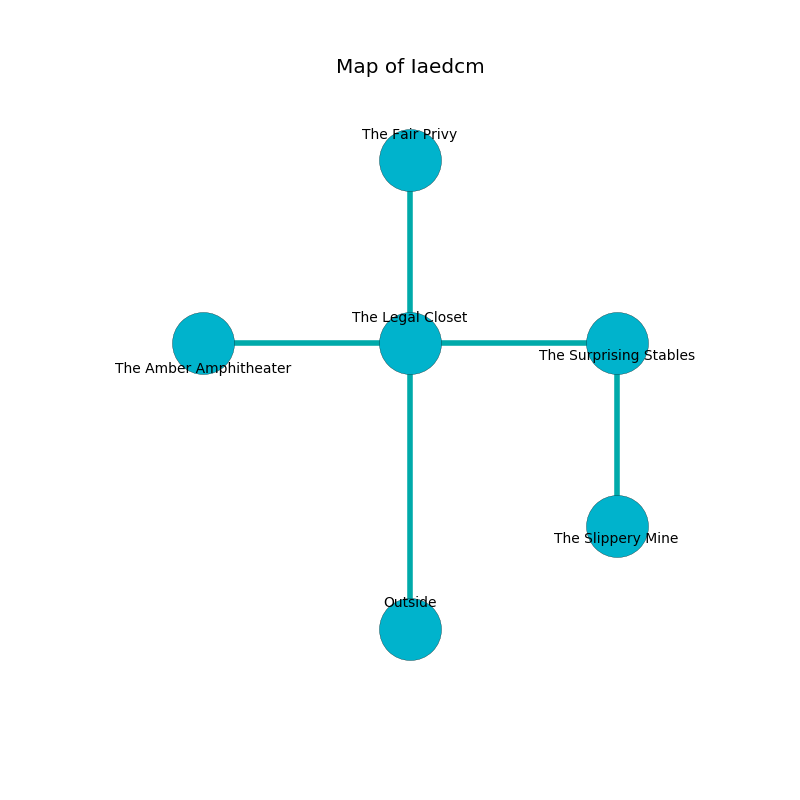 Map of Iaedcm
The Fair Privy
The Legal Closet
The Surprising Stables
The Amber Amphitheater
The Slippery Mine
Outside